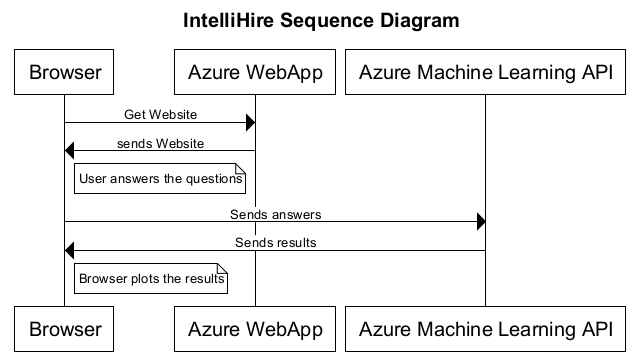 IntelliHire Sequence Diagram
Browser
Azure WebApp
Azure Machine Learning API
Get Website
sends Website
User answers the questions
Sends answers
Sends results
Browser plots the results
Browser
Azure WebApp
Azure Machine Learning API